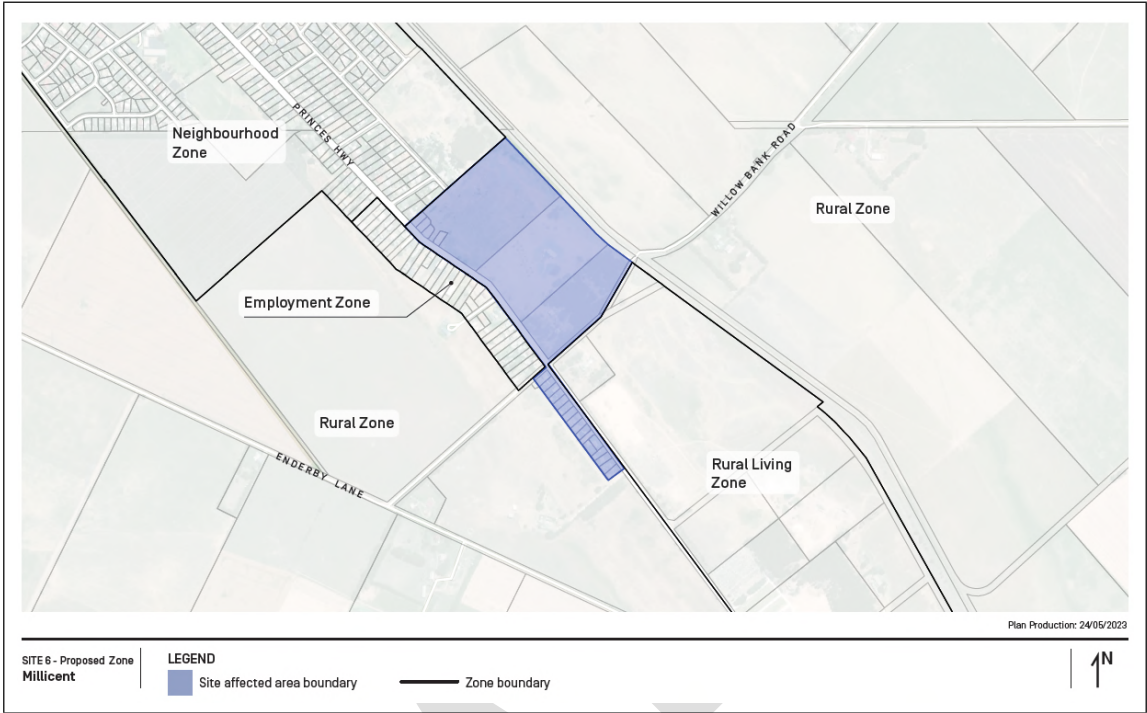 PRINCES HWY
Neighbourhood
Zone
WILLOW BANK ROAD
Rural Zone
Employment Zone
Rural Zone
ENDERBY LANE
Rural Living
Zone
Plan Production: 24/05/2023
SITE 6 - Proposed Zone
Millicent
LEGEND
Site affected area boundary
Zone boundary
N